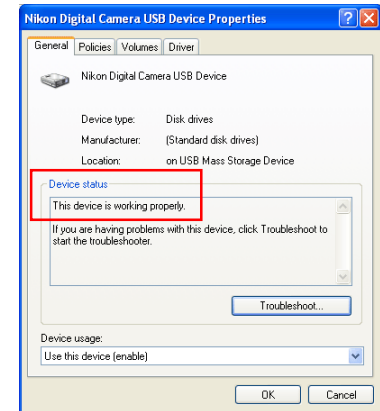 Nikon Digital Camera USB Device Properties
General Policies Volumes Driver
Nikon Digital Camera USB Device
Device type: Disk drives
Manufacturer: (Standard disk drives)
Location: on USB Mass Storage Device
Device status
This device is working properly.
If you are having problems with this device, click Troubleshoot to
start the troubleshooter.
Troubleshoot...
Device usage:
Use this device (enable)
OK Cancel